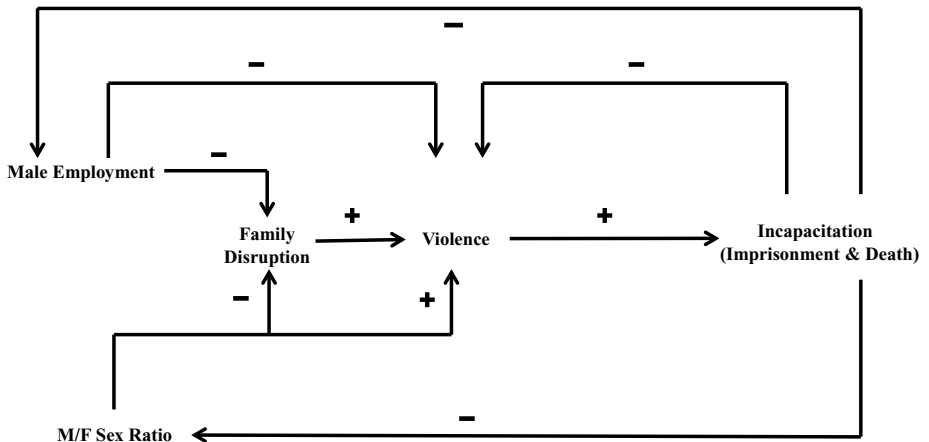 −
−
−
Male Employment
−
+
+
Family
Disruption
Violence
Incapacitation
(Imprisonment & Death)
−
+
−
M/F Sex Ratio